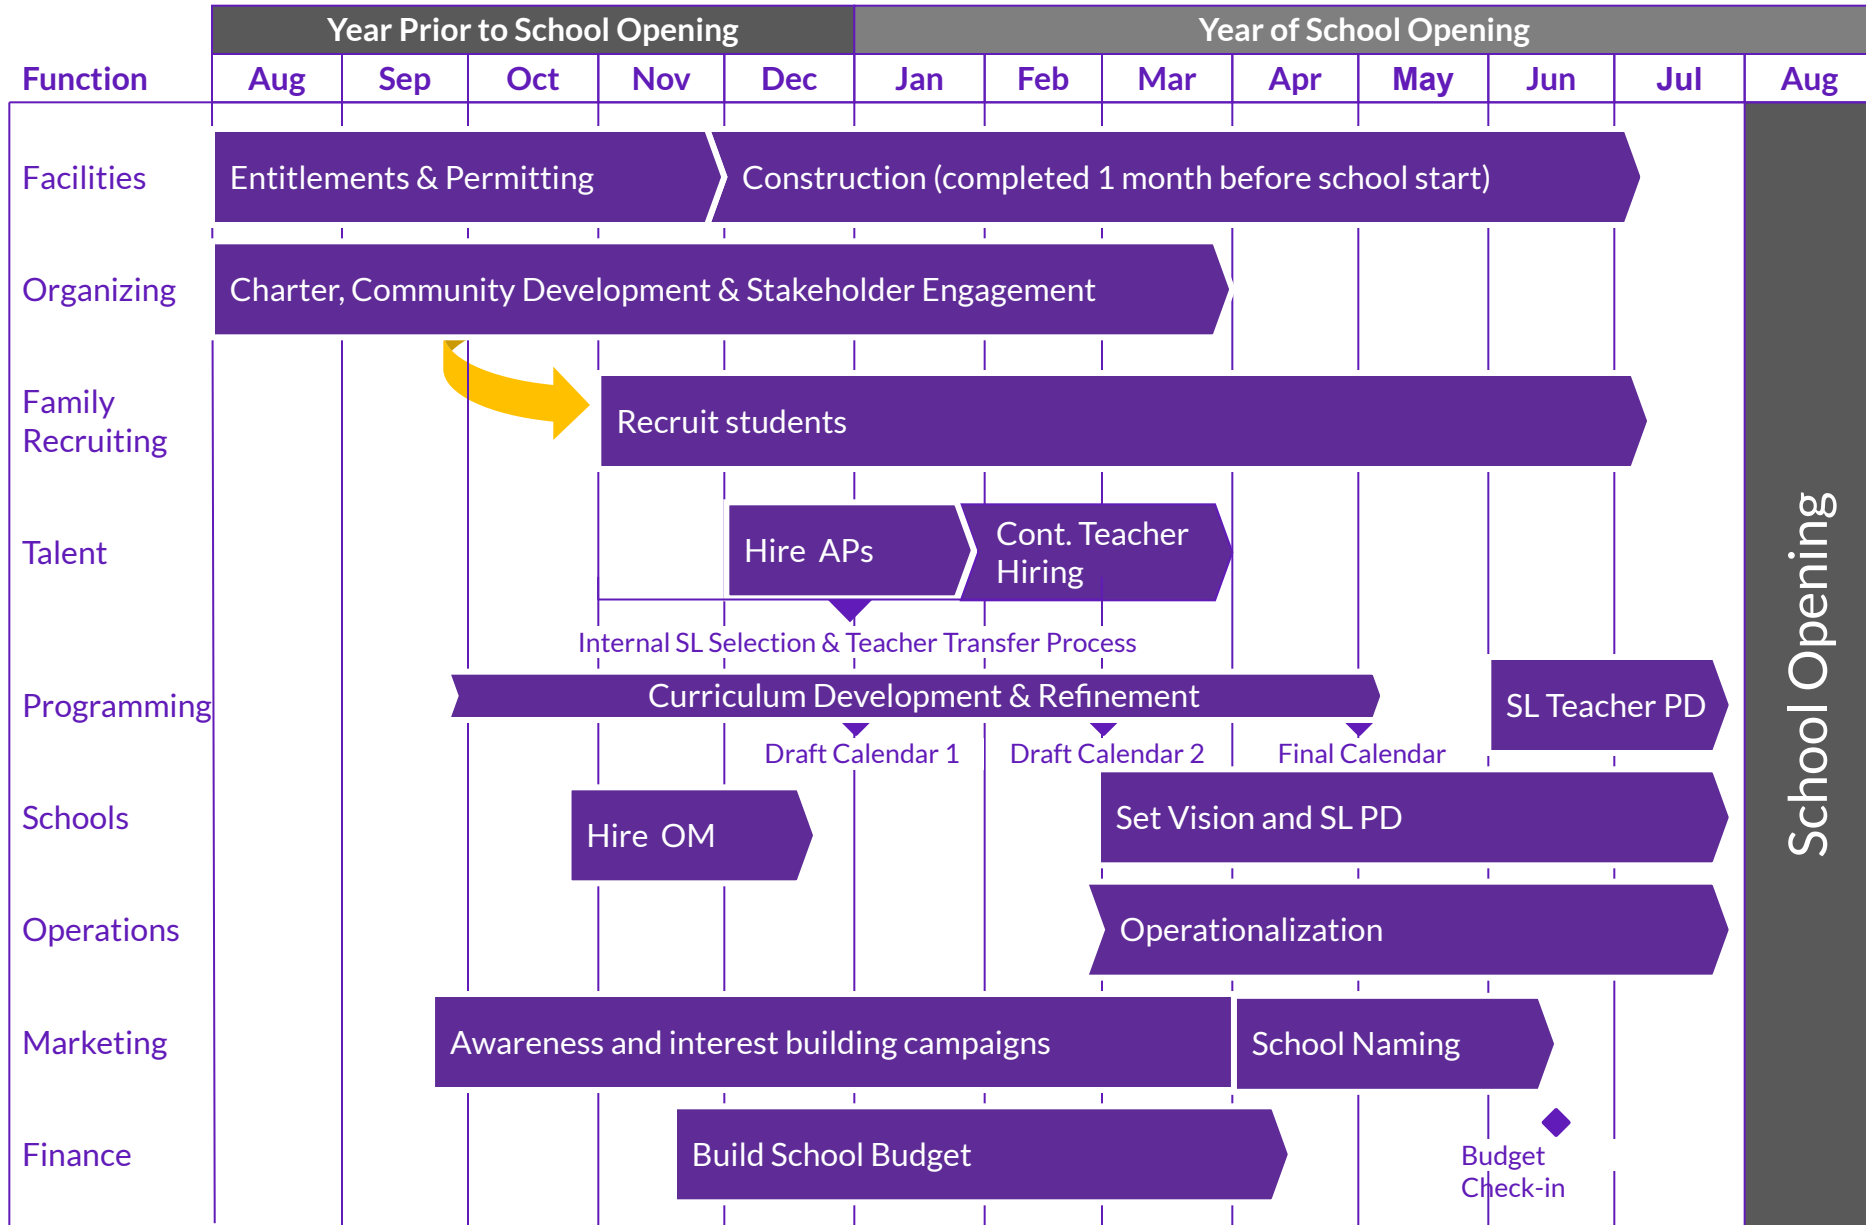 Year Prior to School Opening
Year of School Opening
Function
Aug
Sep
Oct
Nov
Dec
Jan
Feb
Mar
Apr
May
Jun
Jul
Aug
Facilities
Entitlements & Permitting
Construction (completed 1 month before school start)
Organizing
Charter, Community Development & Stakeholder Engagement
Family
Recruiting
Recruit students
Talent
Hire APs
Cont. Teacher
Hiring
Internal SL Selection & Teacher Transfer Process
Programming
Curriculum Development & Refinement
SL Teacher PD
Draft Calendar 1
Draft Calendar 2
Final Calendar
Schools
Hire OM
Set Vision and SL PD
Operations
Operationalization
Marketing
Awareness and interest building campaigns
School Naming
Finance
Build School Budget
Budget
Check-in
School Opening